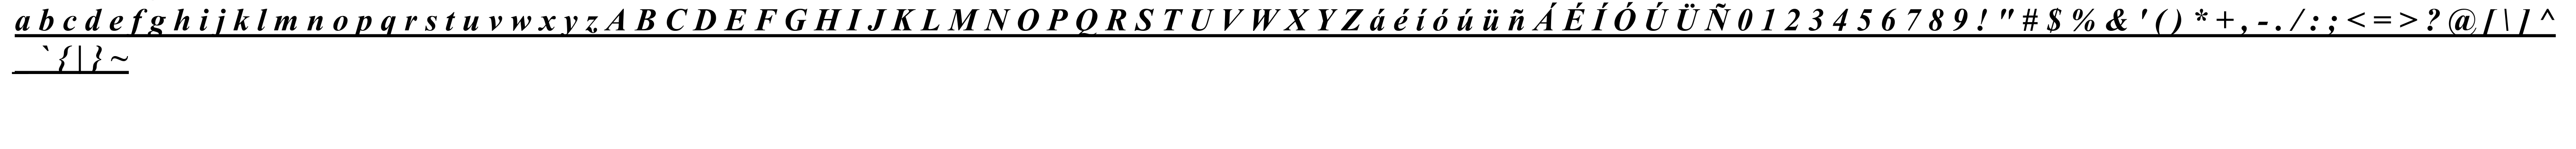 a b c d e f g h i j k l m n o p q r s t u v w x y z A B C D E F G H I J K L M N O P Q R S T U V W X Y Z á é í ó ú ü ñ Á É Í Ó Ú Ü Ñ 0 1 2 3 4 5 6 7 8 9 ! " # $ % & ' ( ) * + , - . / : ; < = > ? @ [ \ ] ^
_ ` { | } ~